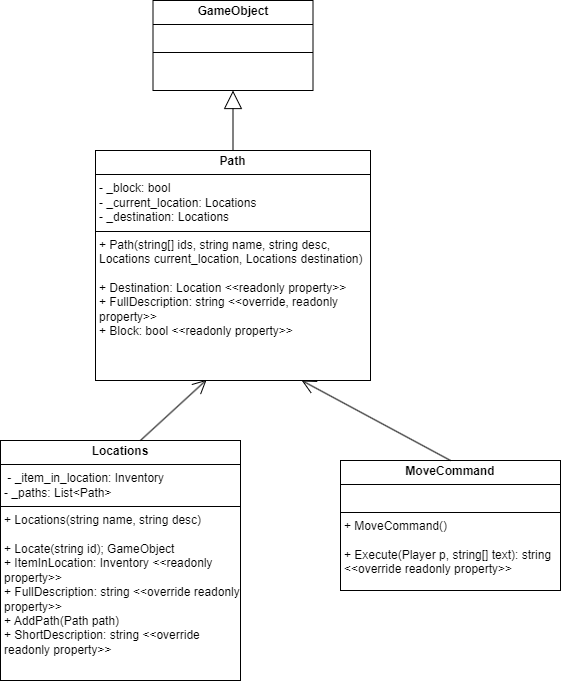 GameObject
Path
- _block: bool
- _current_location: Locations
- _destination: Locations
+ Path(string[] ids, string name, string desc,
Locations current_location, Locations destination)
+ Destination: Location <<readonly property>>
+ FullDescription: string <<override, readonly
property>>
+ Block: bool <<readonly property>>
Locations
- _item_in_location: Inventory
- _paths: List<Path>
+ Locations(string name, string desc)
+ Locate(string id); GameObject
+ ItemInLocation: Inventory <<readonly
property>>
+ FullDescription: string <<override readonly
property>>
+ AddPath(Path path)
+ ShortDescription: string <<override
readonly property>>
MoveCommand
+ MoveCommand()
+ Execute(Player p, string[] text): string
<<override readonly property>>